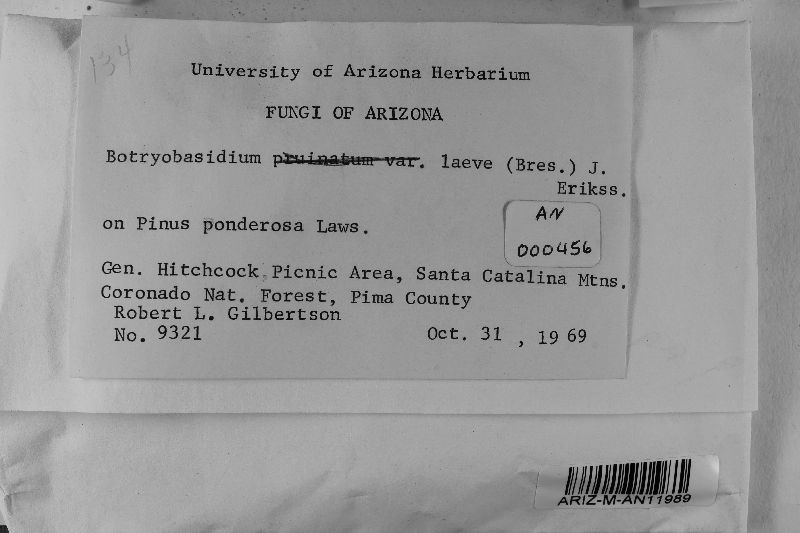 134
University of Arizona Herbarium
FUNGI OF ARIZONA
Botryobasidium pruinatum var. laeve (Bres.) J.
Erikss.
on Pinus ponderosa Laws.
AN
000456
Gen. Hitchcock Picnic Area, Santa Catalina Mtns.
Coronado Nat. Forest, Pima County
Robert L. Gilbertson
No. 9321 Oct. 31 , 19 69
ARIZ-M-AN11989